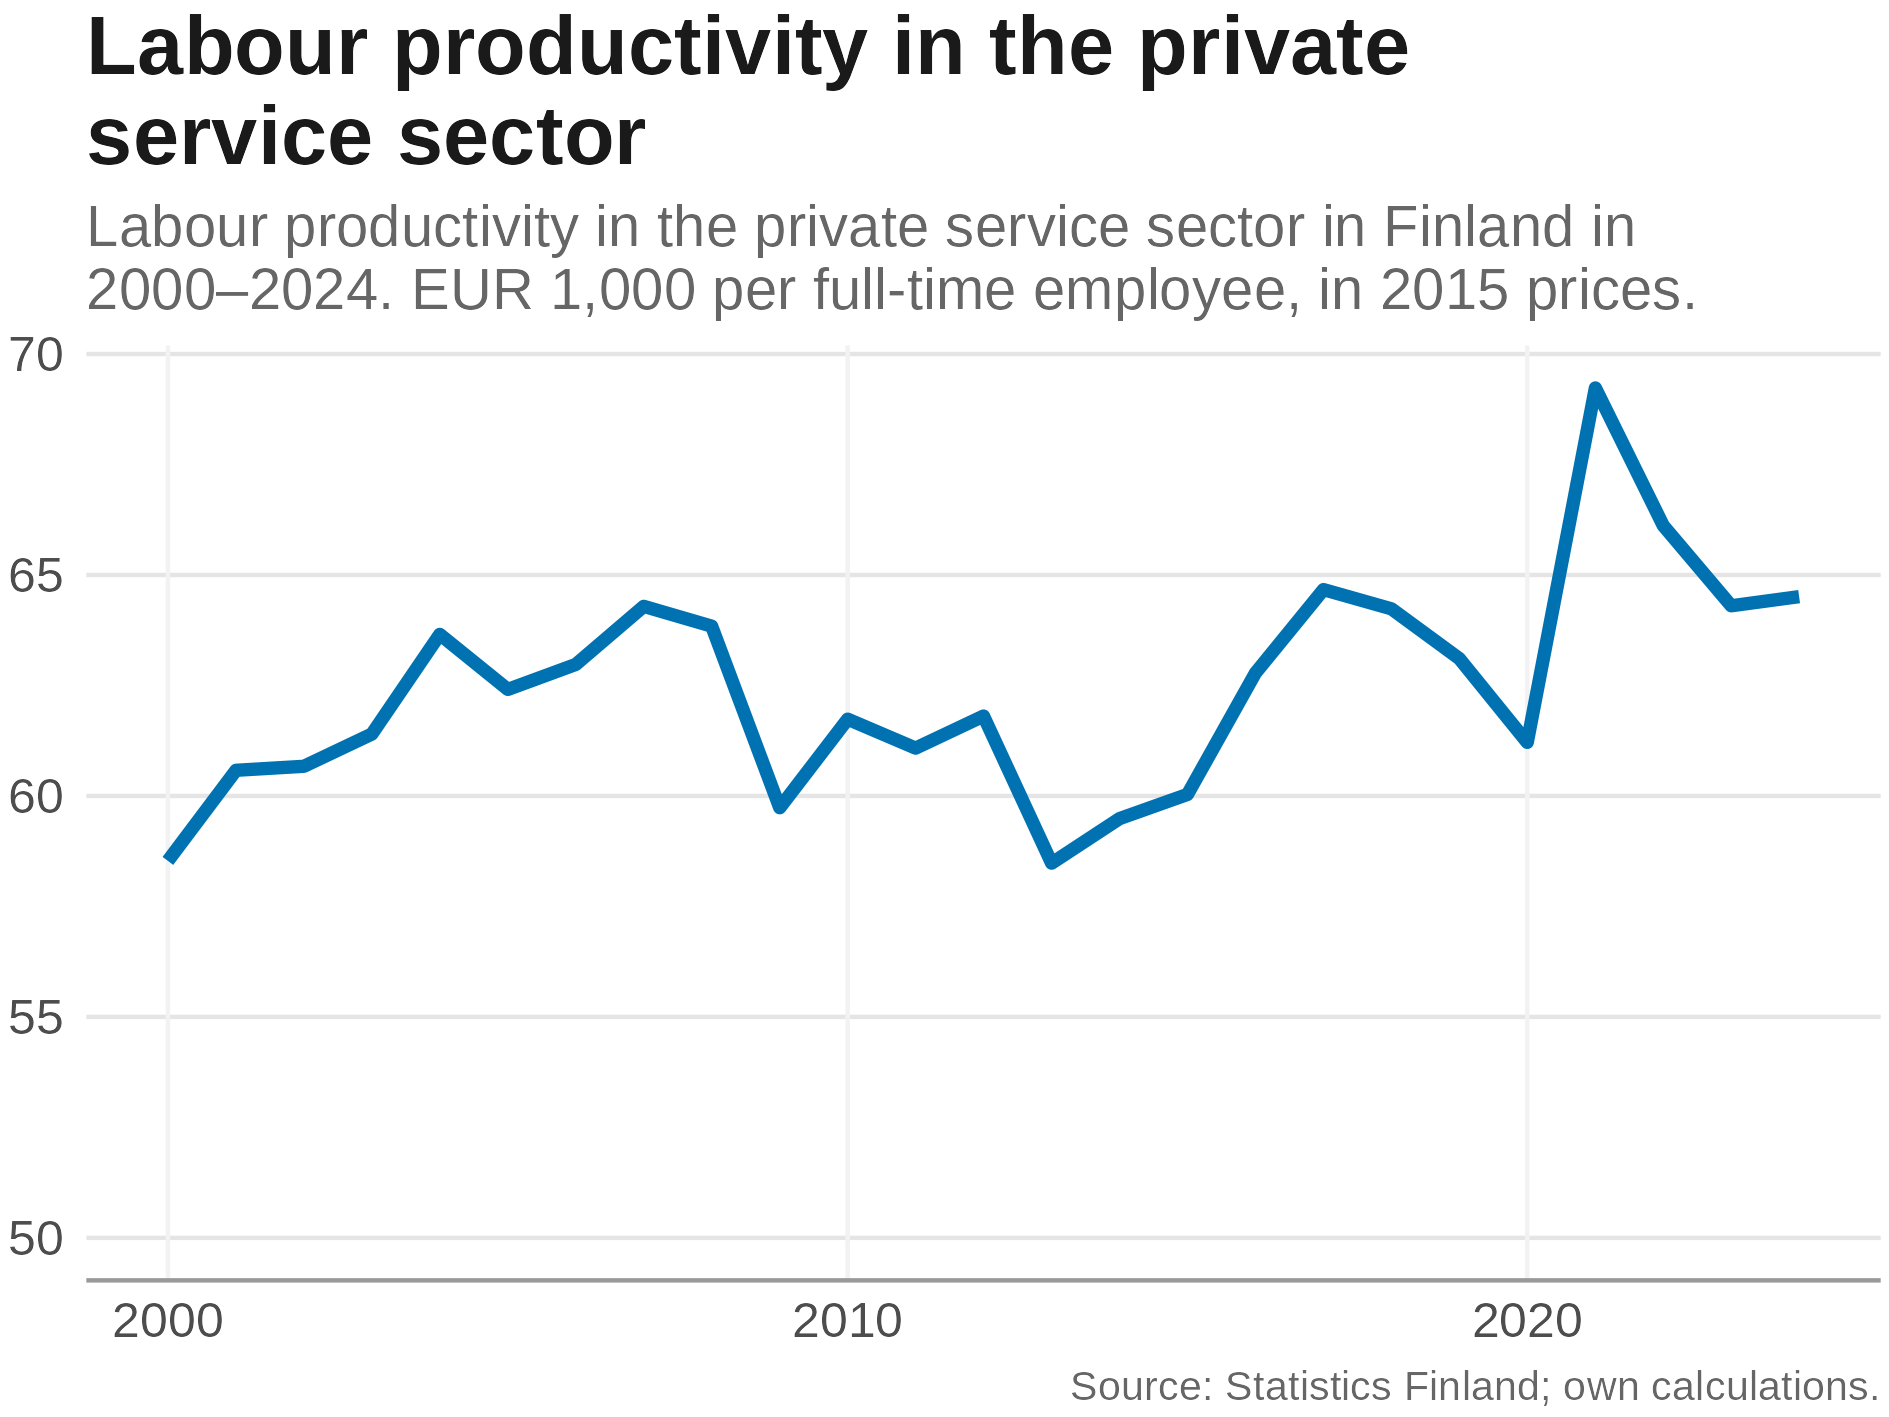 Labour productivity in the private
service sector
Labour productivity in the private service sector in Finland in
2000–2024. EUR 1,000 per full-time employee, in 2015 prices.
70
65
60
55
50
2000
2010
2020
Source: Statistics Finland; own calculations.